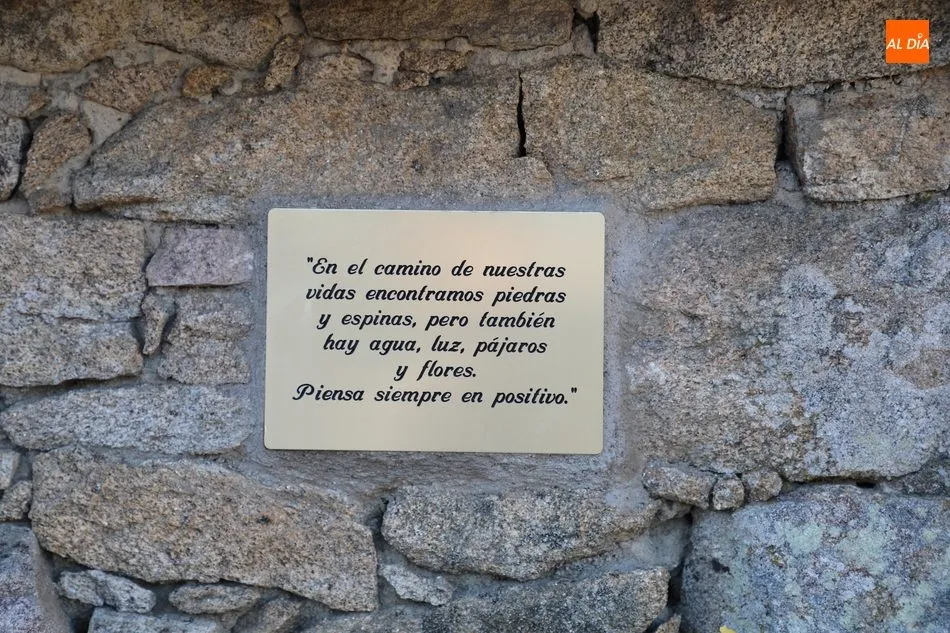 AL DÍA
"En el camino de nuestras
vidas encontramos piedras
y espinas, pero también
hay agua, luz, pájaros
y flores.
Piensa siempre en positivo."